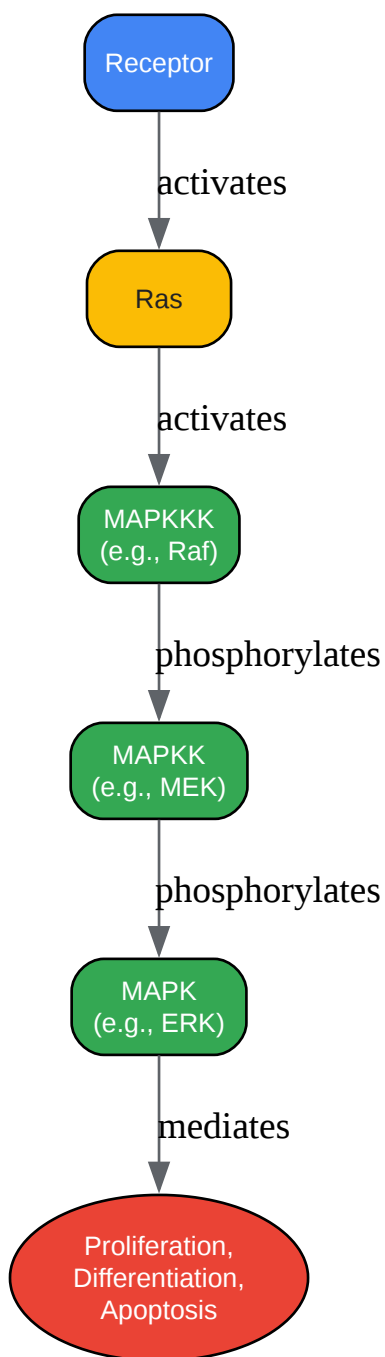 Receptor
activates
Ras
activates
MAPKKK
(e.g., Raf)
phosphorylates
MAPKK
(e.g., MEK)
phosphorylates
MAPK
(e.g., ERK)
mediates
Proliferation,
Differentiation,
Apoptosis